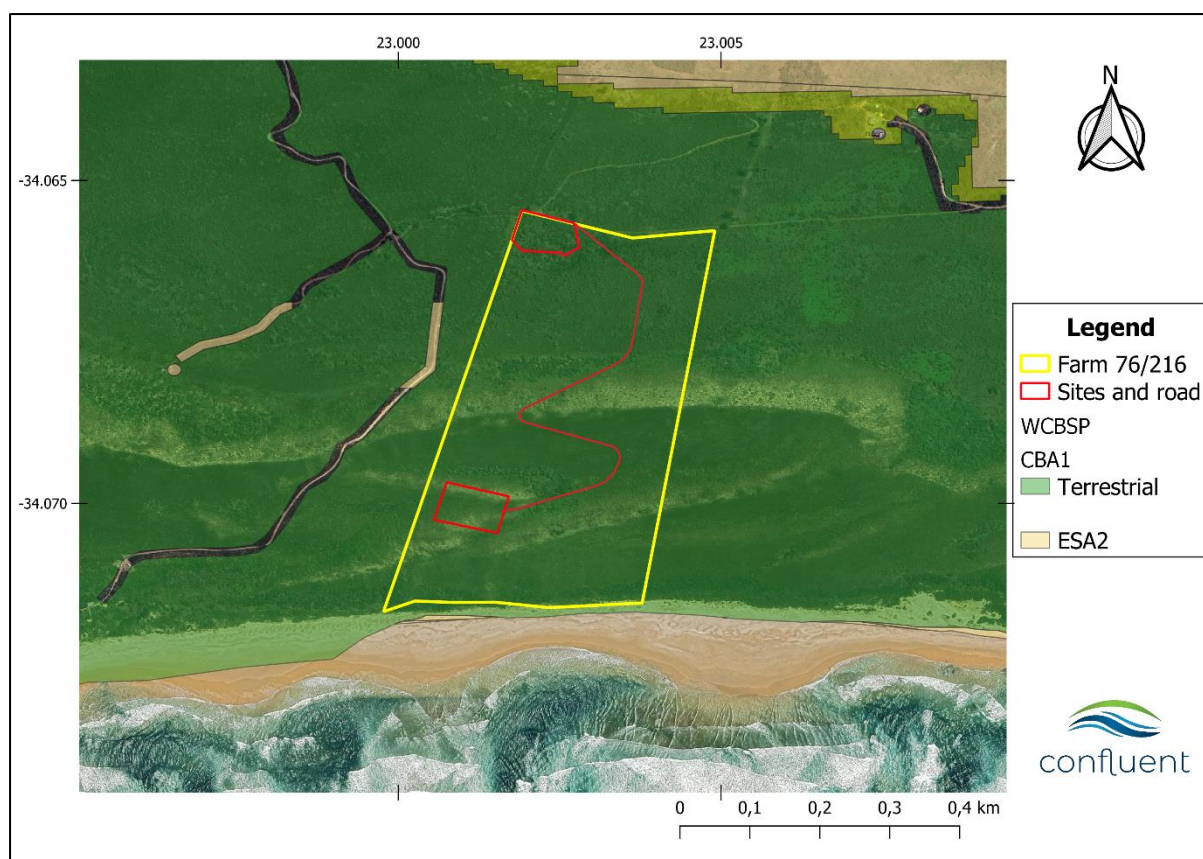 23.000
23.005
N
-34.065
-34.070
Legend
Farm 76/216
Sites and road
WCBSP
CBA1
Terrestrial
ESA2
confluent
0 0,1 0,2 0,3 0,4 km